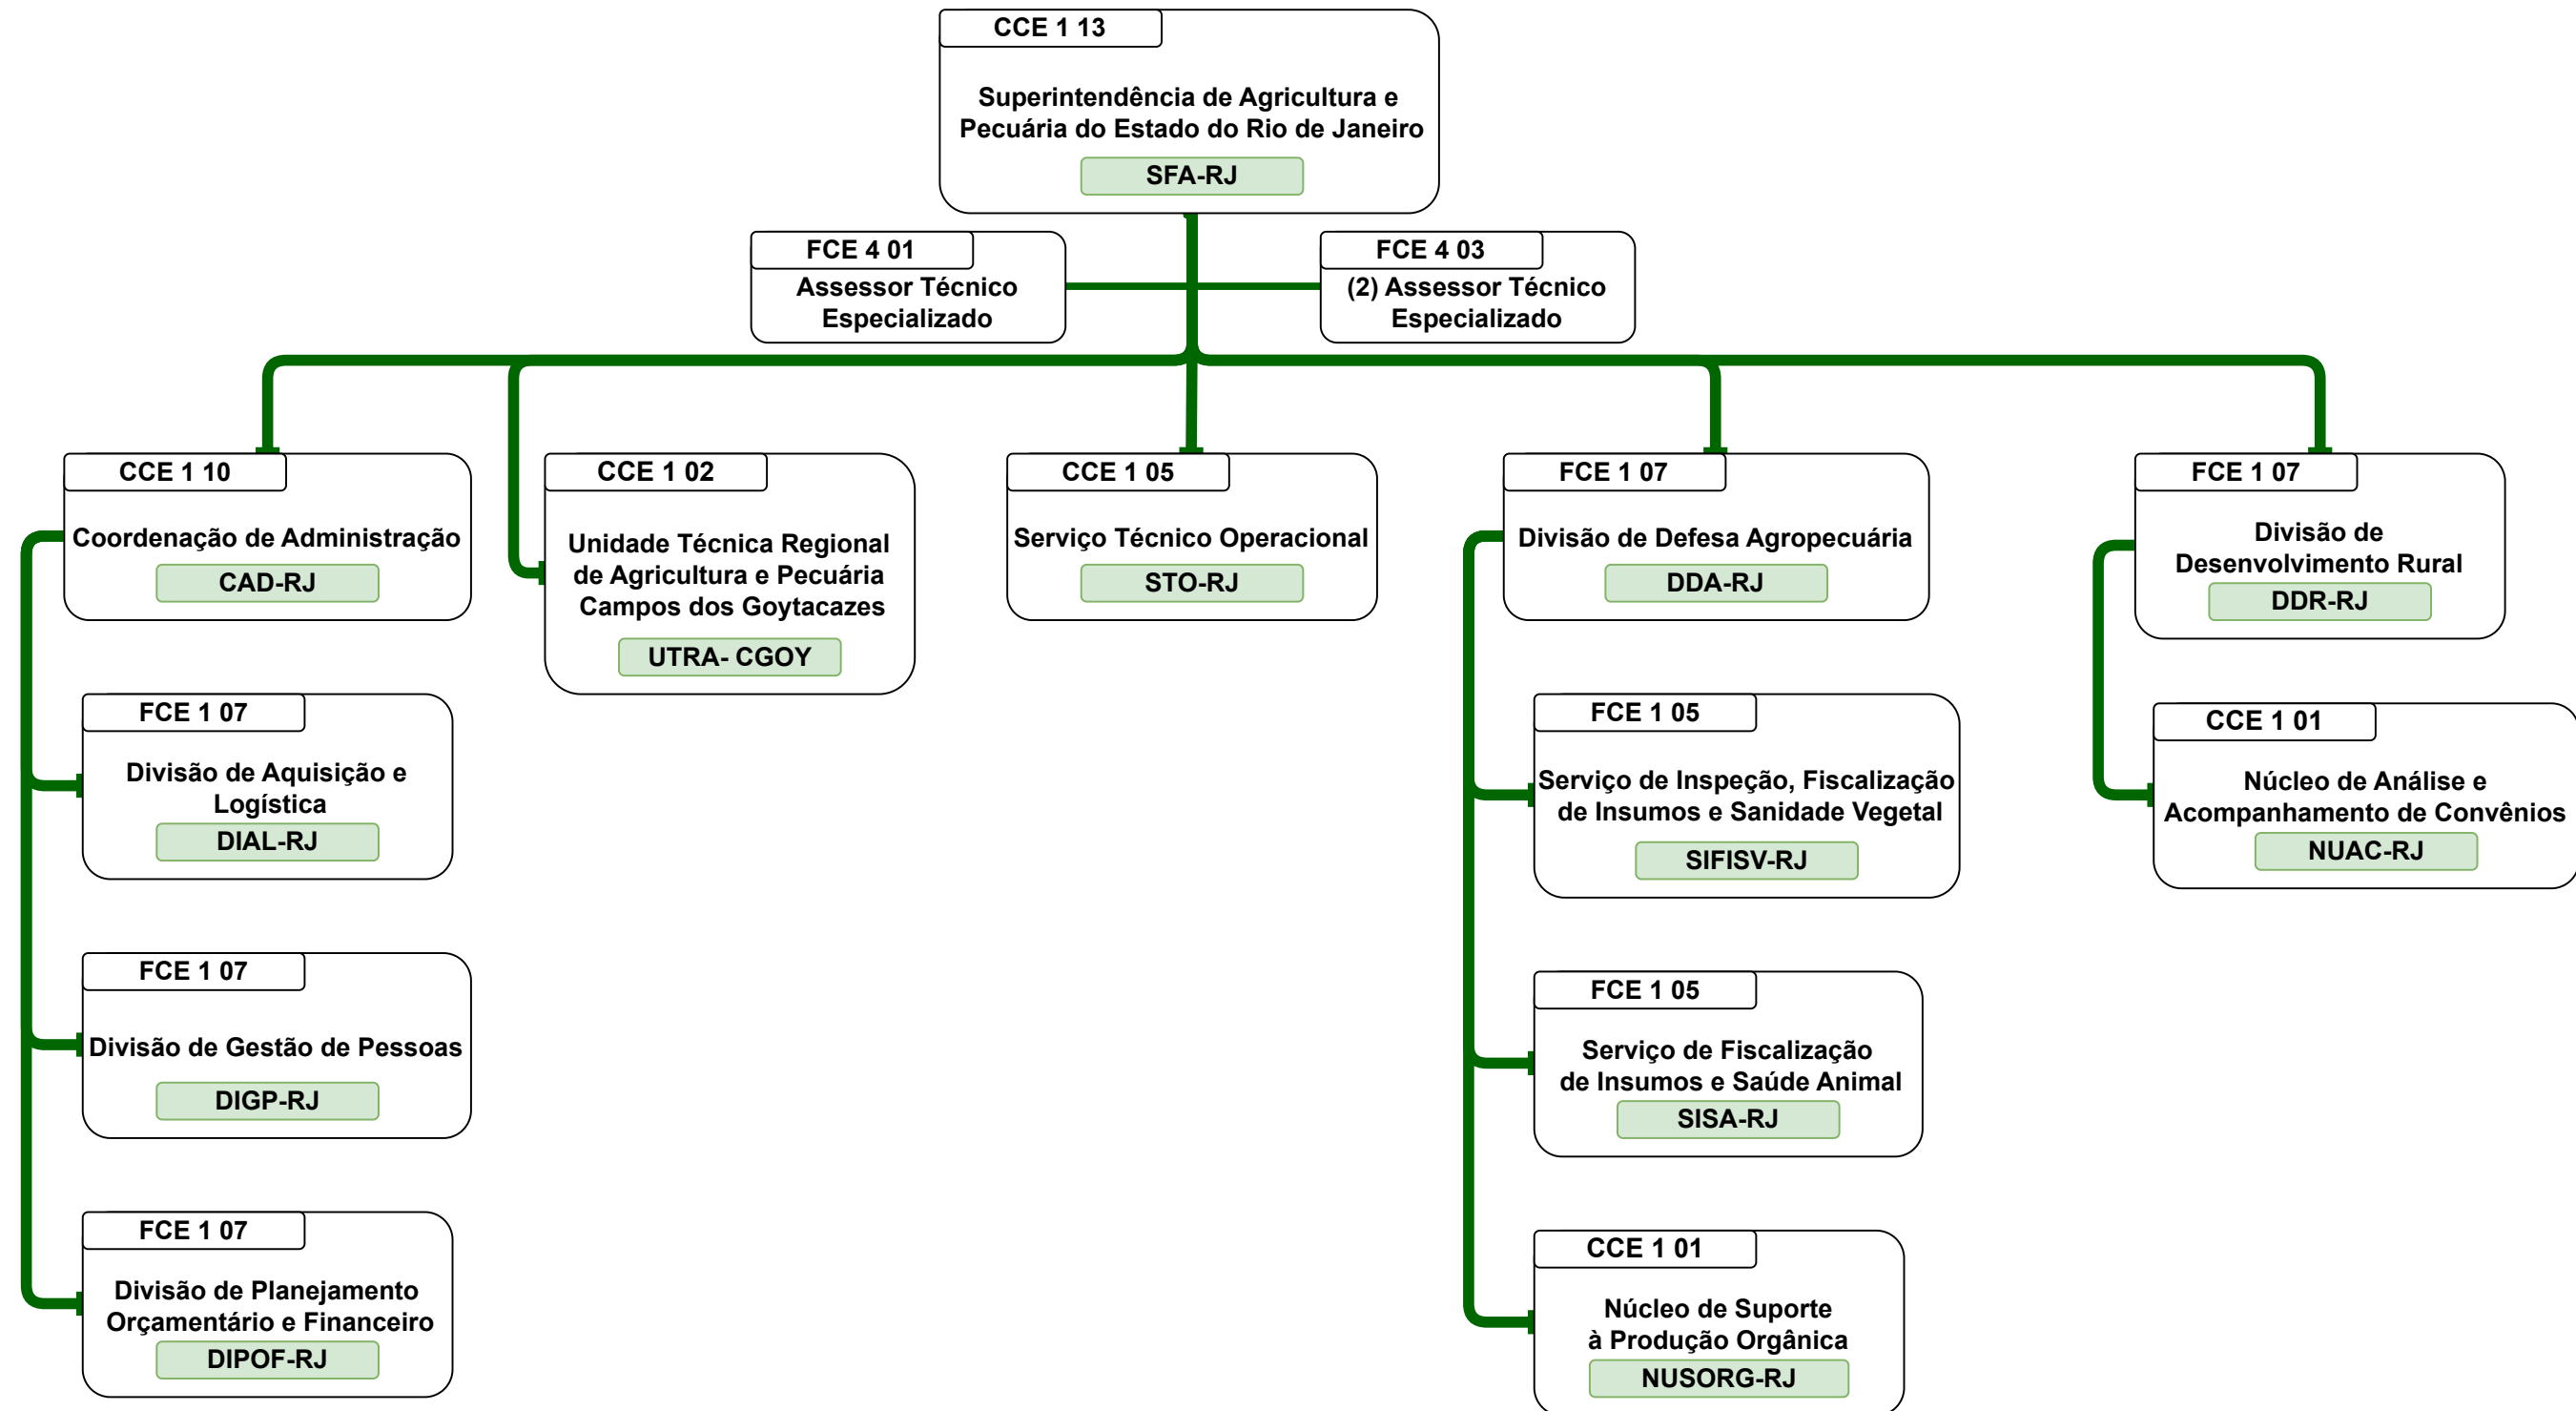 CCE 1 13
Superintendência de Agricultura e
Pecuária do Estado do Rio de Janeiro
SFA-RJ
FCE 4 01
Assessor Técnico
Especializado
FCE 4 03
(2) Assessor Técnico
Especializado
CCE 1 10
Coordenação de Administração
CAD-RJ
CCE 1 02
Unidade Técnica Regional
de Agricultura e Pecuária
Campos dos Goytacazes
UTRA- CGOY
CCE 1 05
Serviço Técnico Operacional
STO-RJ
FCE 1 07
Divisão de Defesa Agropecuária
DDA-RJ
FCE 1 07
Divisão de
Desenvolvimento Rural
DDR-RJ
FCE 1 07
Divisão de Aquisição e
Logística
DIAL-RJ
FCE 1 05
Serviço de Inspeção, Fiscalização
de Insumos e Sanidade Vegetal
SIFISV-RJ
CCE 1 01
Núcleo de Análise e
Acompanhamento de Convênios
NUAC-RJ
FCE 1 07
Divisão de Gestão de Pessoas
DIGP-RJ
FCE 1 05
Serviço de Fiscalização
de Insumos e Saúde Animal
SISA-RJ
FCE 1 07
Divisão de Planejamento
Orçamentário e Financeiro
DIPOF-RJ
CCE 1 01
Núcleo de Suporte
à Produção Orgânica
NUSORG-RJ